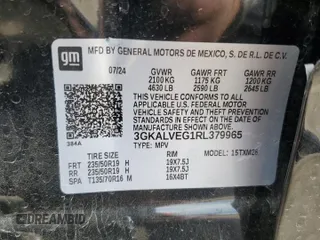 gm
MFD BY GENERAL MOTORS DE MEXICO, S. DE R.L. DE C.V.
07/24 GVWR GAWR FRT GAWR RR
2100 KG 1175 KG 1200 KG
4630 LB 2590 LB 2645 LB
THIS VEHICLE CONFORMS TO ALL APPLICABLE
U.S. FEDERAL MOTOR VEHICLE SAFETY,
BUMPER, AND THEFT PREVENTION
STANDARDS IN EFFECT ON THE DATE OF
MANUFACTURE SHOWN ABOVE.
3GKALVEG1RL379965
384A TYPE: MPV MODEL: 1STXM26
TIRE SIZE RIM
FRT 235/50R19 H 19X7.5J
RR 235/50R19 H 19X7.5J
SPA T135/70R16 M 16X4BT
DREAMBID